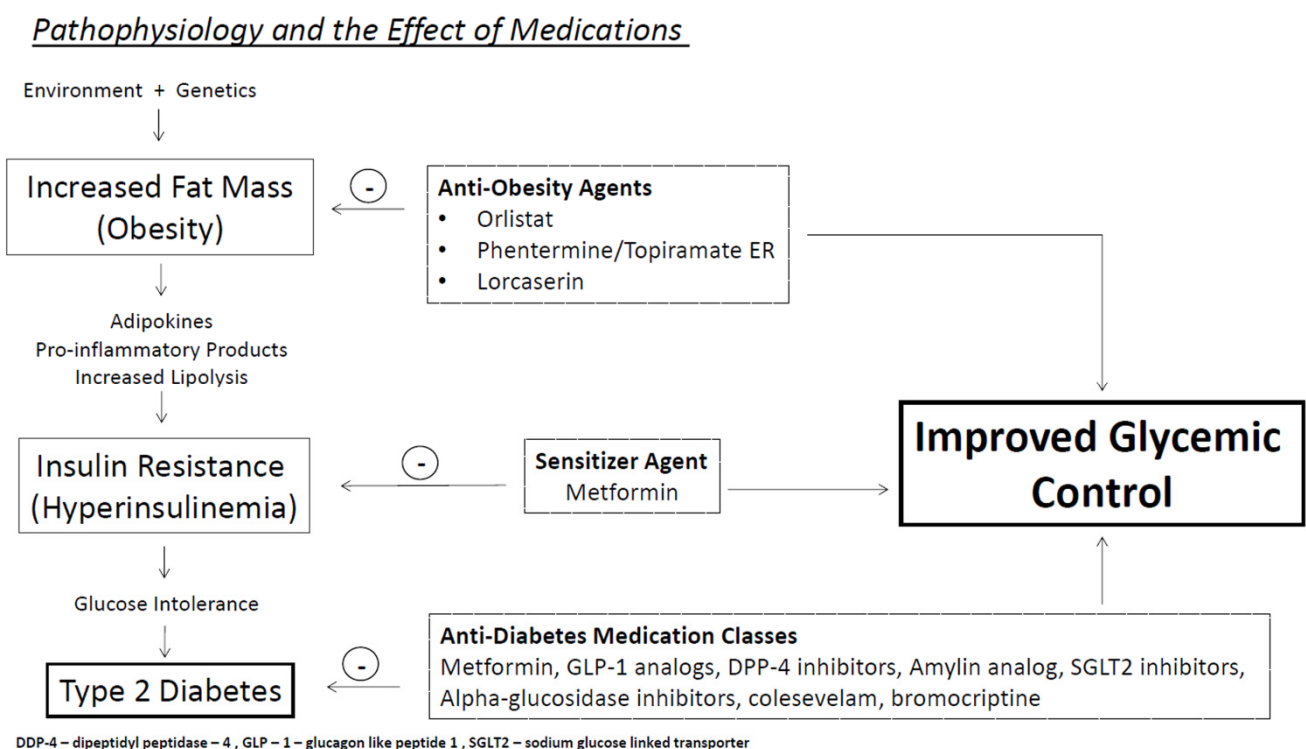 Pathophysiology and the Effect of Medications
Environment + Genetics
Increased Fat Mass
(Obesity)
-
Anti-Obesity Agents
• Orlistat
• Phentermine/Topiramate ER
• Lorcaserin
Adipokines
Pro-inflammatory Products
Increased Lipolysis
Insulin Resistance
(Hyperinsulinemia)
-
Sensitizer Agent
Metformin
Improved Glycemic
Control
Glucose Intolerance
Type 2 Diabetes
-
Anti-Diabetes Medication Classes
Metformin, GLP-1 analogs, DPP-4 inhibitors, Amylin analog, SGLT2 inhibitors,
Alpha-glucosidase inhibitors, colesevelam, bromocriptine
DDP-4 – dipeptidyl peptidase – 4 , GLP – 1 – glucagon like peptide 1 , SGLT2 – sodium glucose linked transporter